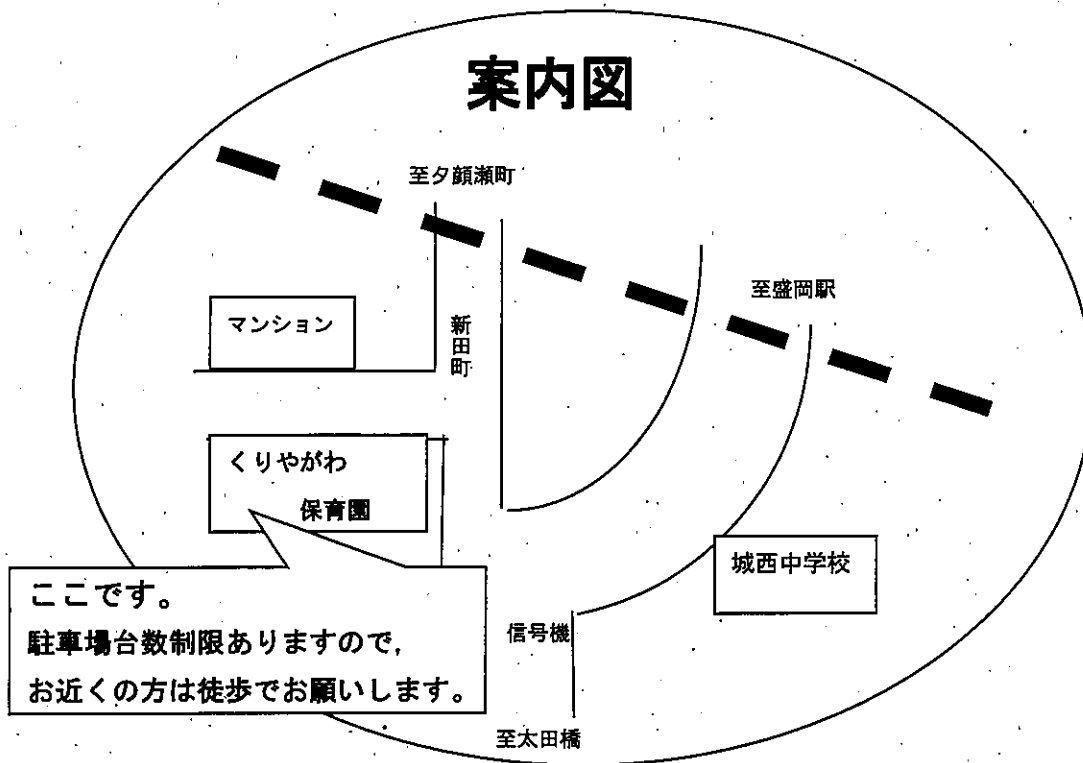 案内図
至夕顔瀬町
至盛岡駅
マンション
新田町
くりやがわ
保育園
城西中学校
ここです。
駐車場台数制限ありますので,
お近くの方は徒歩でお願いします。
信号機
至太田橋